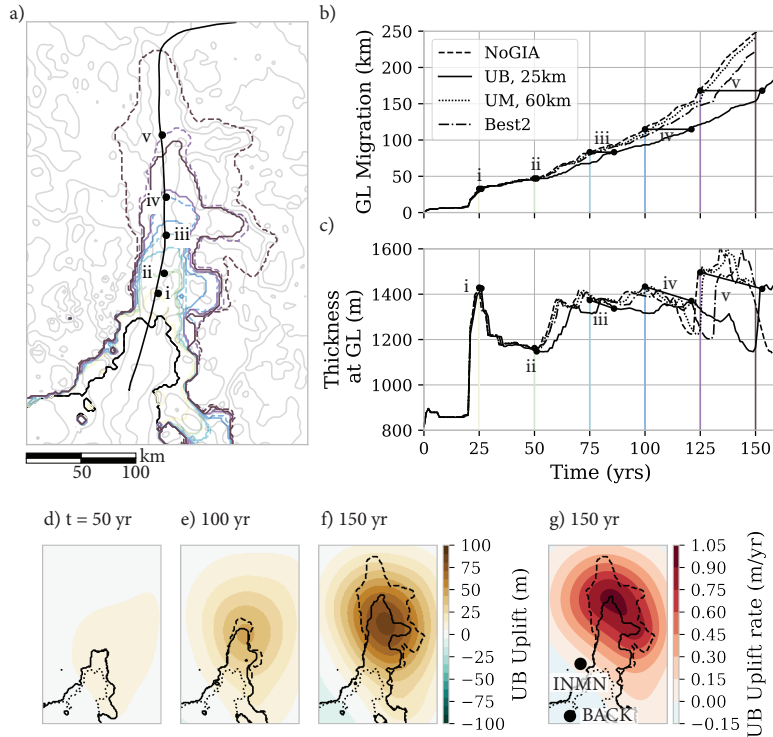 a)
v
iv
iii
ii
i
50
100
km
b)
GL Migration (km)
250
200
150
100
50
0
NoGIA
UB, 25km
UM, 60km
Best2
i
ii
iii
iv
v
c)
Thickness
at GL (m)
1600
1400
1200
1000
800
i
ii
iii
iv
v
0
25
50
75
100
125
150
Time (yrs)
d) t = 50 yr
e) 100 yr
f) 150 yr
100
75
50
25
0
−25
−50
−75
−100
UB Uplift (m)
g) 150 yr
INMN
BACK
1.05
0.90
0.75
0.60
0.45
0.30
0.15
0.00
−0.15
UB Uplift rate (m/yr)